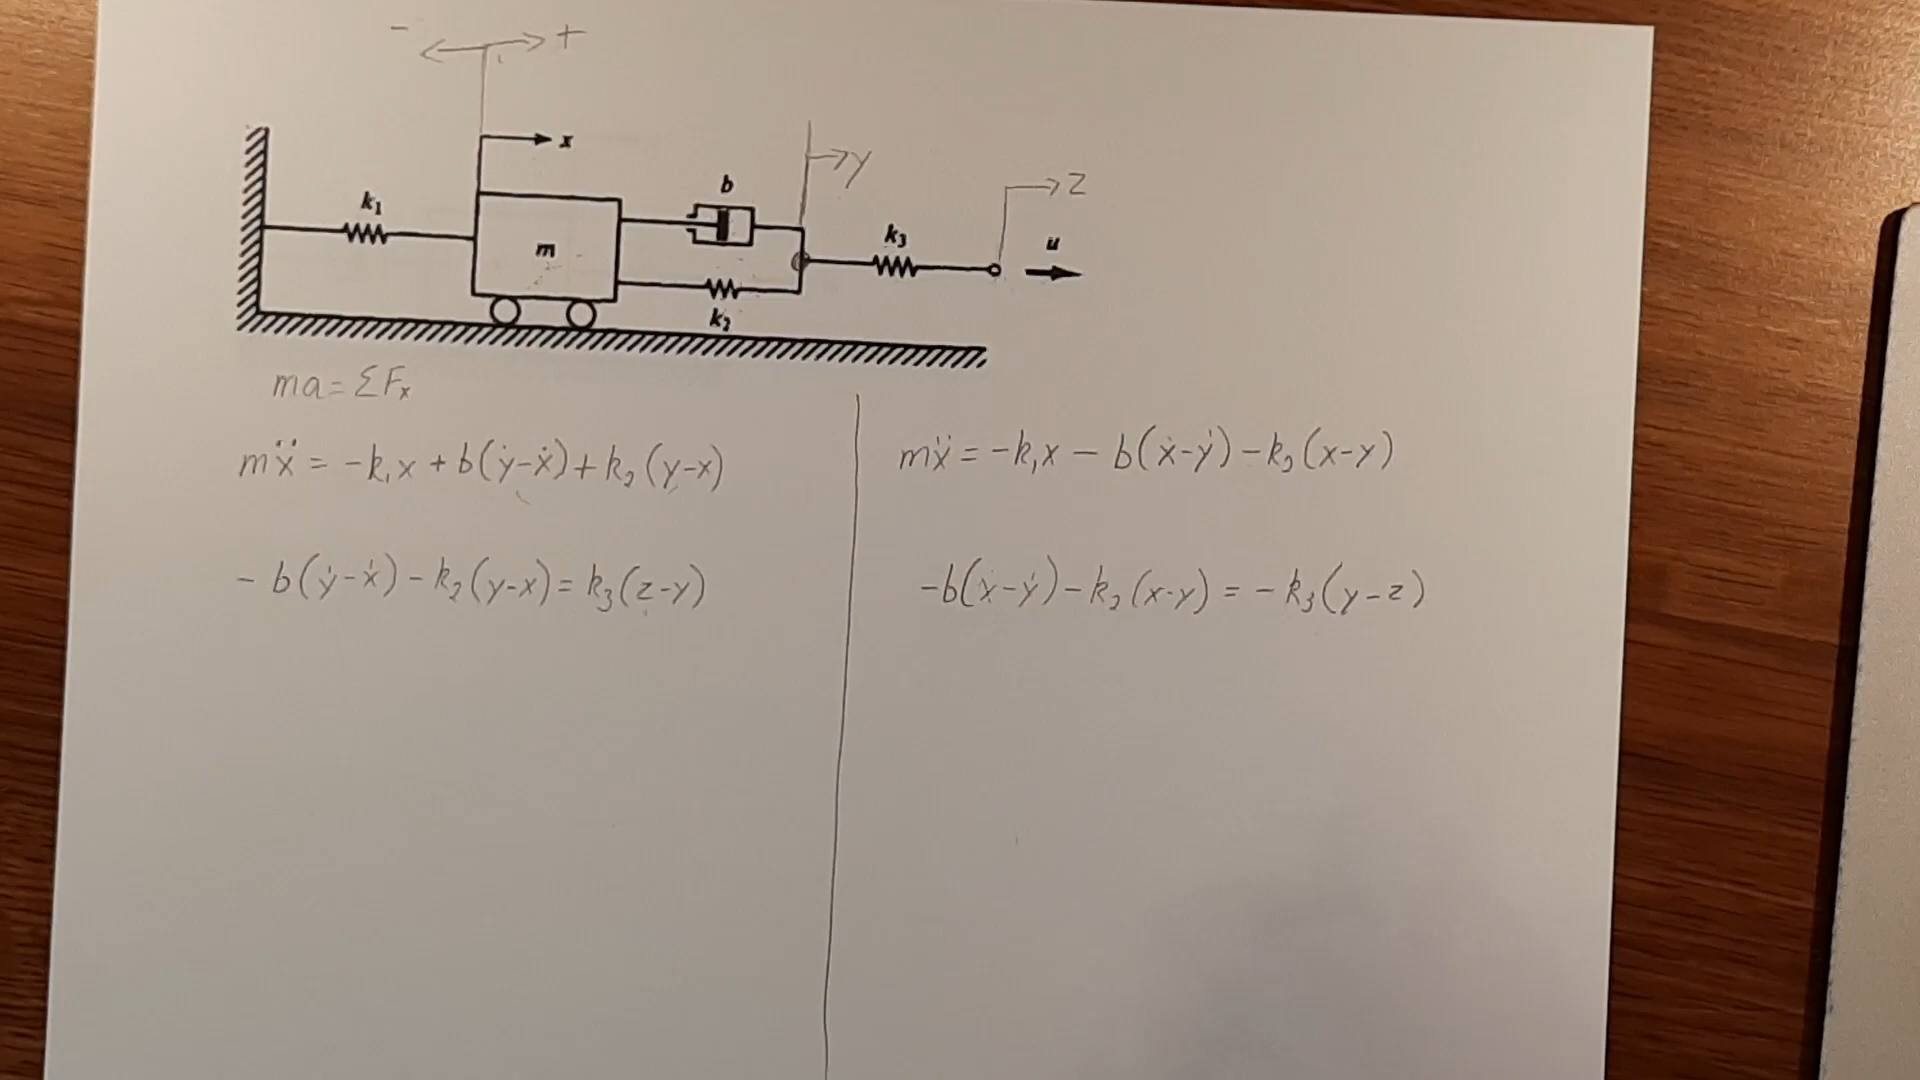 - +
x
y
z
k₁
b
k₃
u
m
k₂
ma = ΣFₓ
mẍ = -k₁x + b(ẏ-ẋ) + k₂(y-x)
- b(ẏ-ẋ) - k₂(y-x) = k₃(z-y)
mẍ = -k₁x - b(ẋ-ẏ) - k₂(x-y)
-b(ẋ-ẏ) - k₂(x-y) = - k₃(y-z)